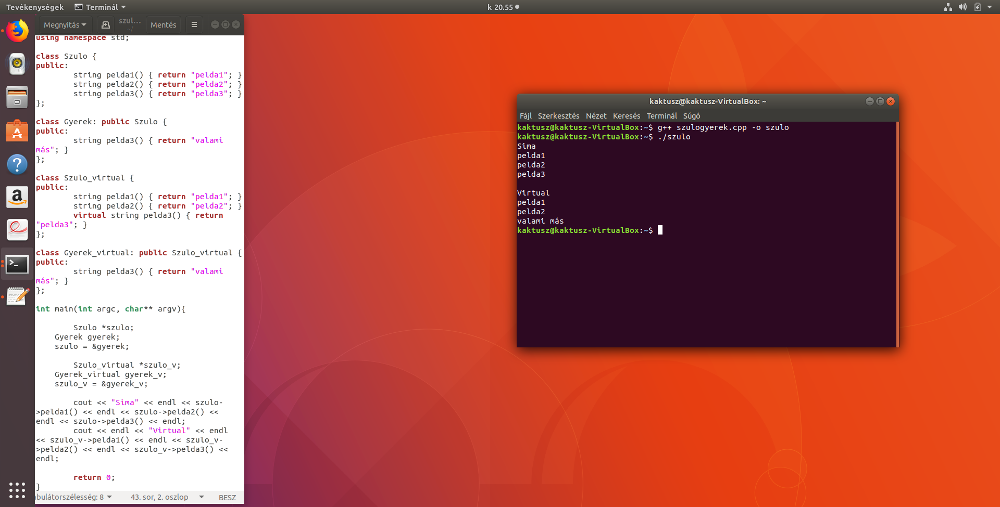 Tevékenységek
Terminál
k 20.55
Megnyitás
szul…
~/
Mentés
using namespace std;
class Szulo {
public:
        string pelda1() { return "pelda1"; }
        string pelda2() { return "pelda2"; }
        string pelda3() { return "pelda3"; }
};
class Gyerek: public Szulo {
public:
        string pelda3() { return "valami
más"; }
};
class Szulo_virtual {
public:
        string pelda1() { return "pelda1"; }
        string pelda2() { return "pelda2"; }
        virtual string pelda3() { return
"pelda3"; }
};
class Gyerek_virtual: public Szulo_virtual {
public:
        string pelda3() { return "valami
más"; }
};
int main(int argc, char** argv){
        Szulo *szulo;
    Gyerek gyerek;
    szulo = &gyerek;
        Szulo_virtual *szulo_v;
    Gyerek_virtual gyerek_v;
    szulo_v = &gyerek_v;
        cout << "Sima" << endl << szulo-
>pelda1() << endl << szulo->pelda2() <<
endl << szulo->pelda3() << endl;
        cout << endl << "Virtual" << endl
<< szulo_v->pelda1() << endl << szulo_v-
>pelda2() << endl << szulo_v->pelda3() <<
endl;
        return 0;
}
bulátorszélesség: 8
43. sor, 2. oszlop
BESZ
kaktusz@kaktusz-VirtualBox: ~
Fájl Szerkesztés Nézet Keresés Terminál Súgó
kaktusz@kaktusz-VirtualBox:~$ g++ szulogyerek.cpp -o szulo
kaktusz@kaktusz-VirtualBox:~$ ./szulo
Sima
pelda1
pelda2
pelda3
Virtual
pelda1
pelda2
valami más
kaktusz@kaktusz-VirtualBox:~$